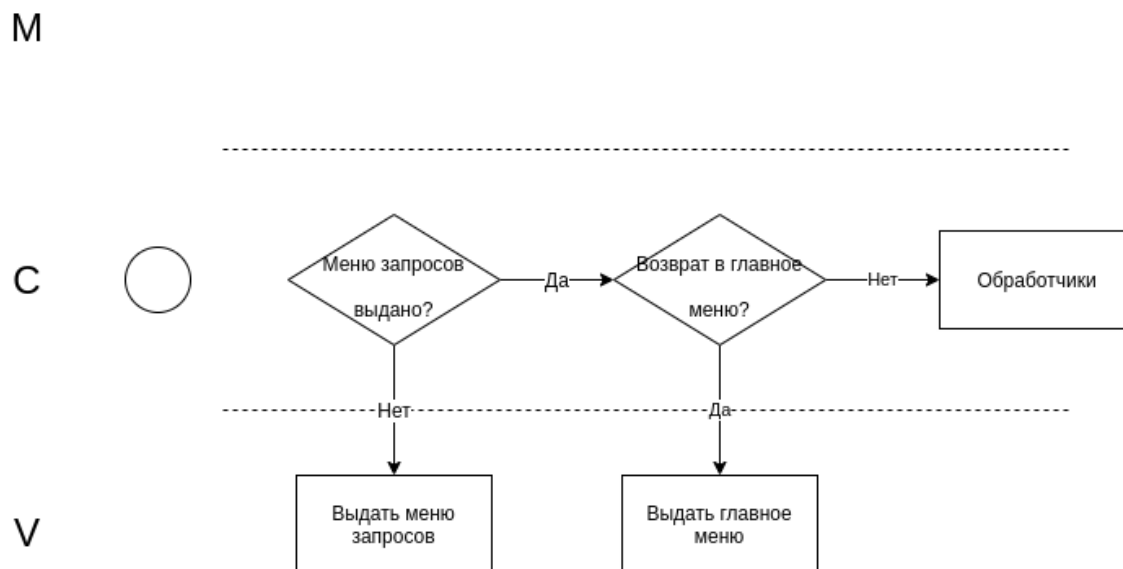 M
C
Меню запросов
выдано?
Да
Возврат в главное
меню?
Нет
Обработчики
Нет
Да
V
Выдать меню
запросов
Выдать главное
меню